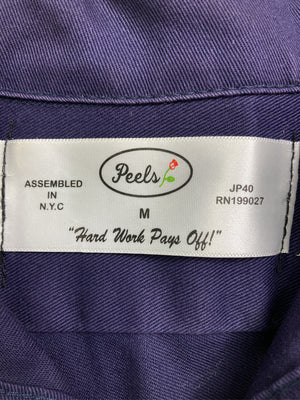 Peels
ASSEMBLED
IN
N.Y.C
M
JP40
RN199027
"Hard Work Pays Off!"